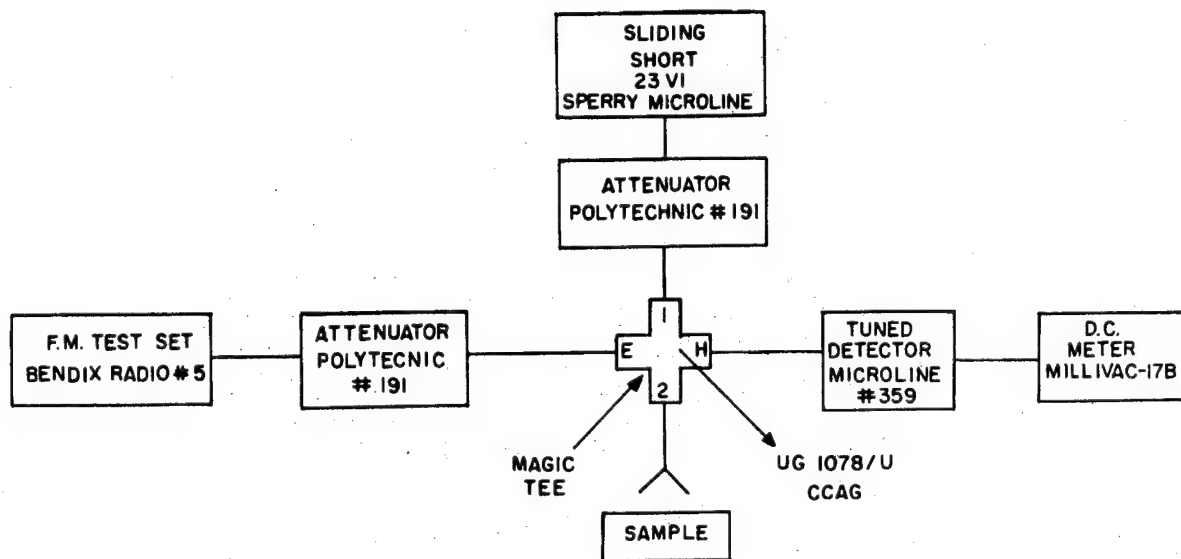 SLIDING
SHORT
23 VI
SPERRY MICROLINE
ATTENUATOR
POLYTECHNIC # 191
F.M. TEST SET
BENDIX RADIO # 5
ATTENUATOR
POLYTECNIC
# 191
1
E
H
2
TUNED
DETECTOR
MICROLINE
#359
D.C.
METER
MILLIVAC-17B
MAGIC
TEE
UG 1078/U
CCAG
SAMPLE